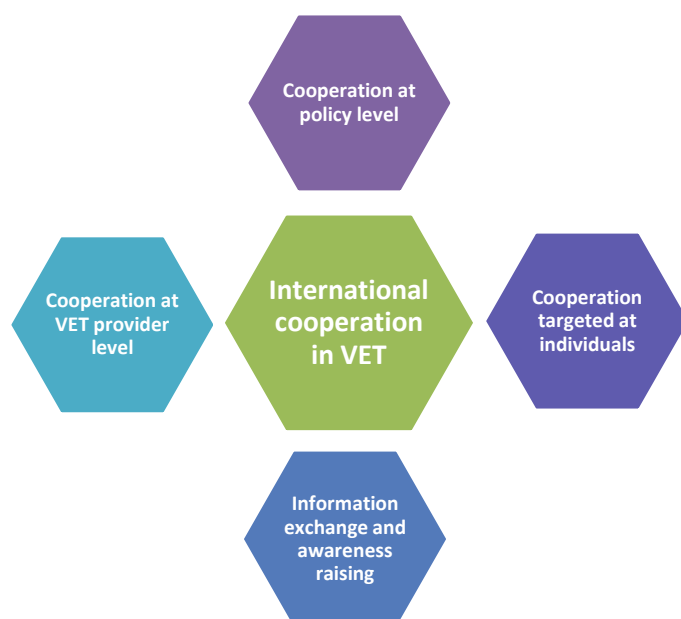 Cooperation at
policy level
Cooperation at
VET provider
level
International
cooperation
in VET
Cooperation
targeted at
individuals
Information
exchange and
awareness
raising